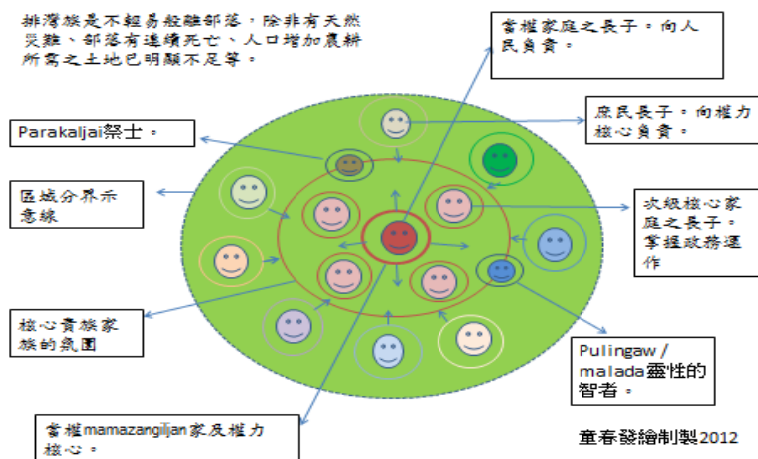 排灣族是不輕易般離部落，除非有天然
災難、部落有連續死亡、人口增加農耕
所需之土地已明顯不足等。
當權家庭之長子。向人
民負責。
庶民長子。向權力
核心負責。
Parakaljai祭士。
區域分界示
意線
次級核心家
庭之長子。
掌握政務運
作
核心貴族家
族的氛圍
Pulingaw /
malada靈性的
智者。
當權mamazangiljan家及權力
核心。
童春發繪制製2012